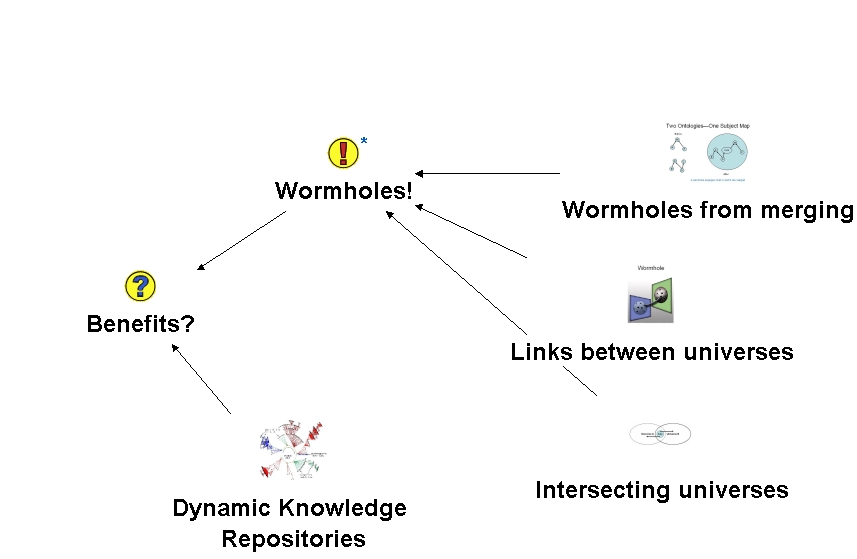 Two Ontologies—One Subject Map
*
Wormholes!
Wormholes from merging
Wormhole
Benefits?
Links between universes
Intersecting universes
Dynamic Knowledge
Repositories